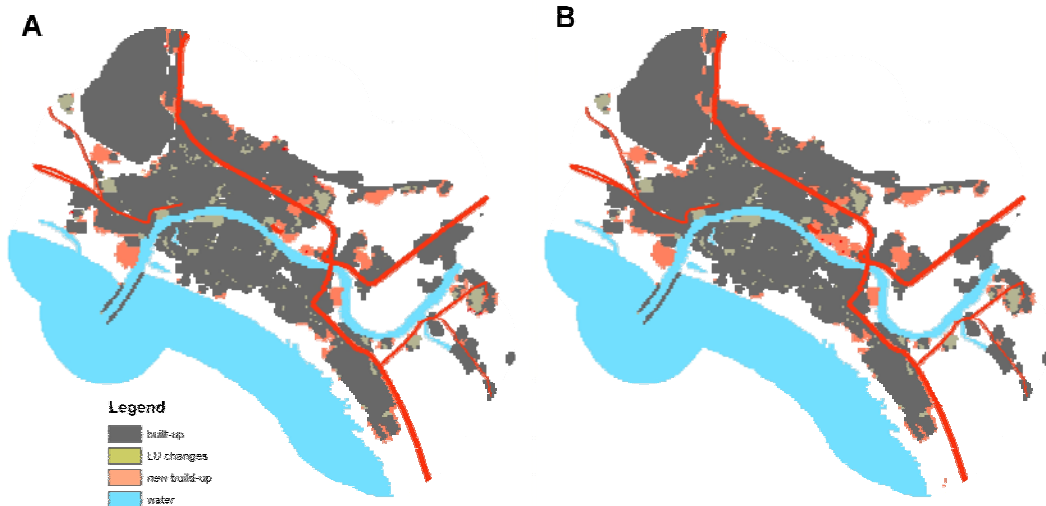 A
B
Legend
built-up
LU changes
new build-up
water